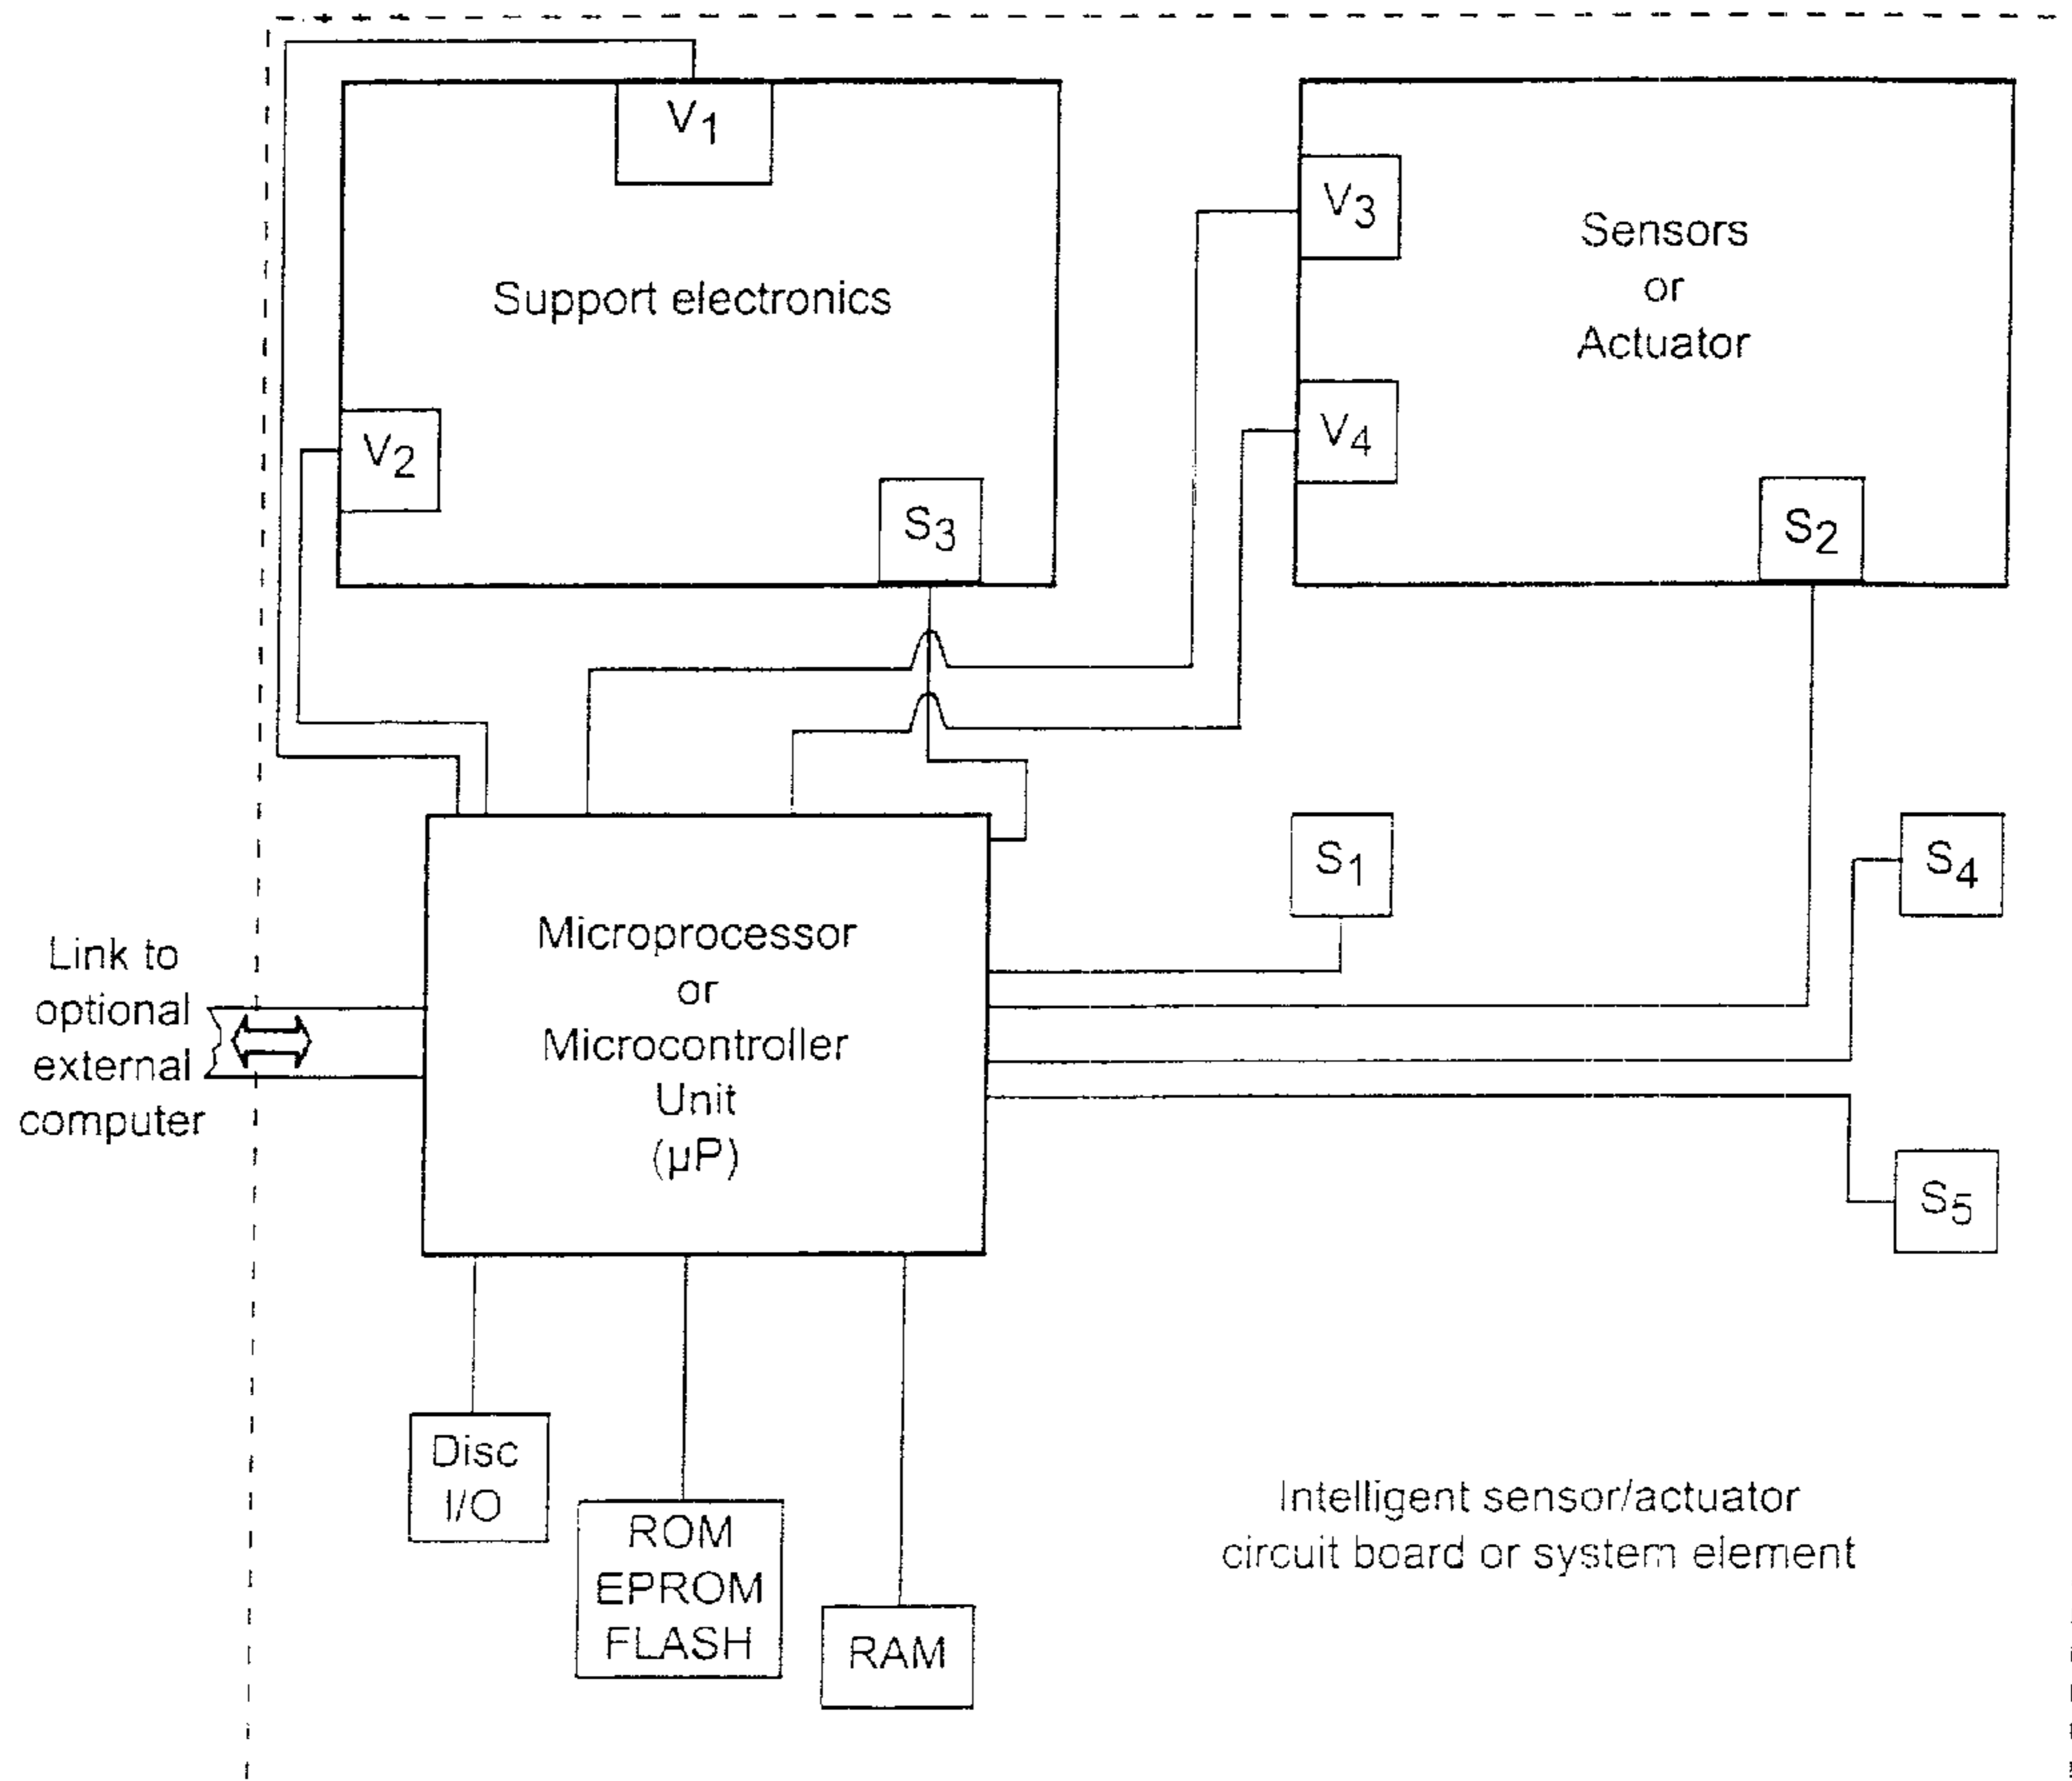 V1
Support electronics
V2
S3
V3
Sensors
or
Actuator
V4
S2
S1
S4
Link to
optional
external
computer
Microprocessor
or
Microcontroller
Unit
(µP)
S5
Disc
I/O
ROM
EPROM
FLASH
RAM
Intelligent sensor/actuator
circuit board or system element